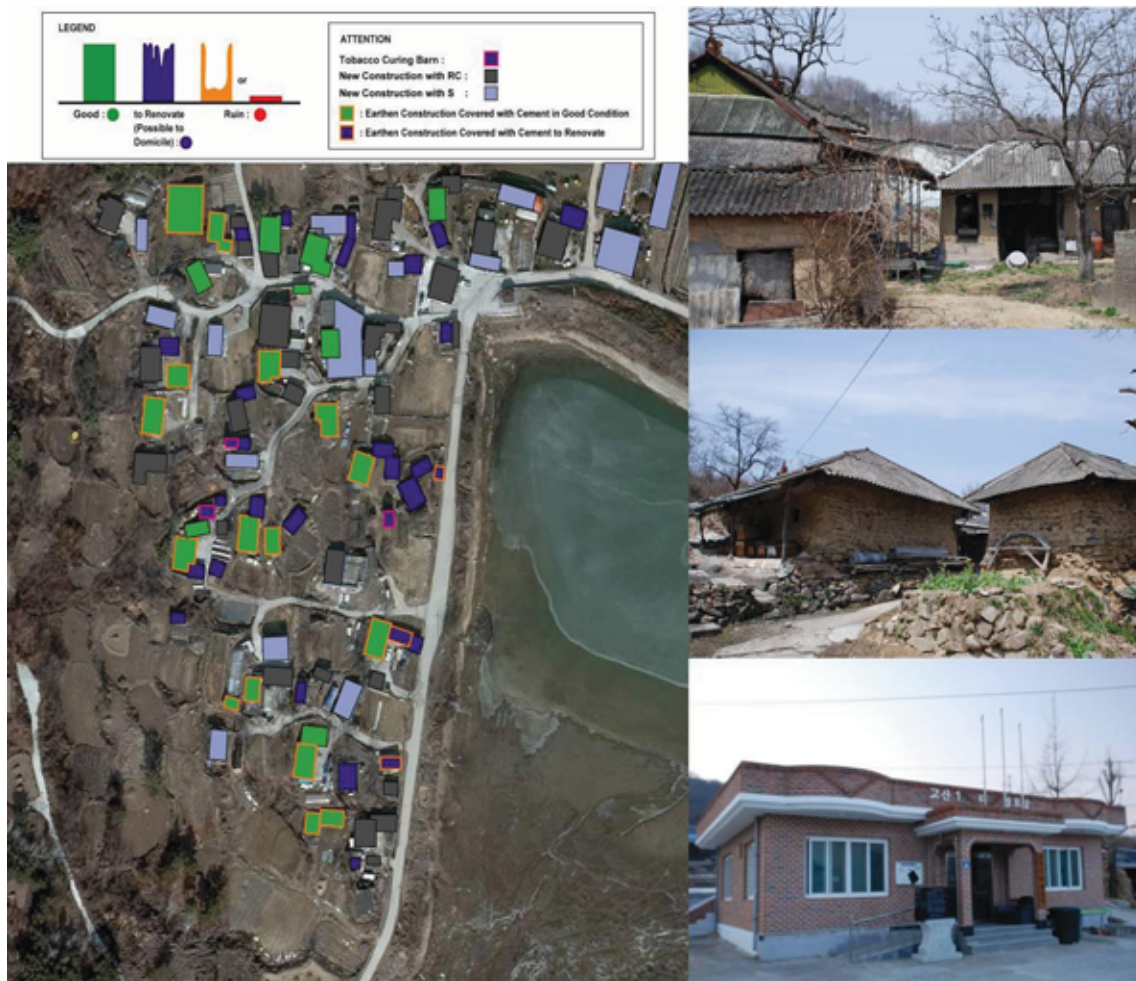 LEGEND
Good :
to Renovate
(Possible to
Domicile) :
or
Ruin :
ATTENTION
Tobacco Curing Barn :
New Construction with RC :
New Construction with S :
: Earthen Construction Covered with Cement in Good Condition
: Earthen Construction Covered with Cement to Renovate